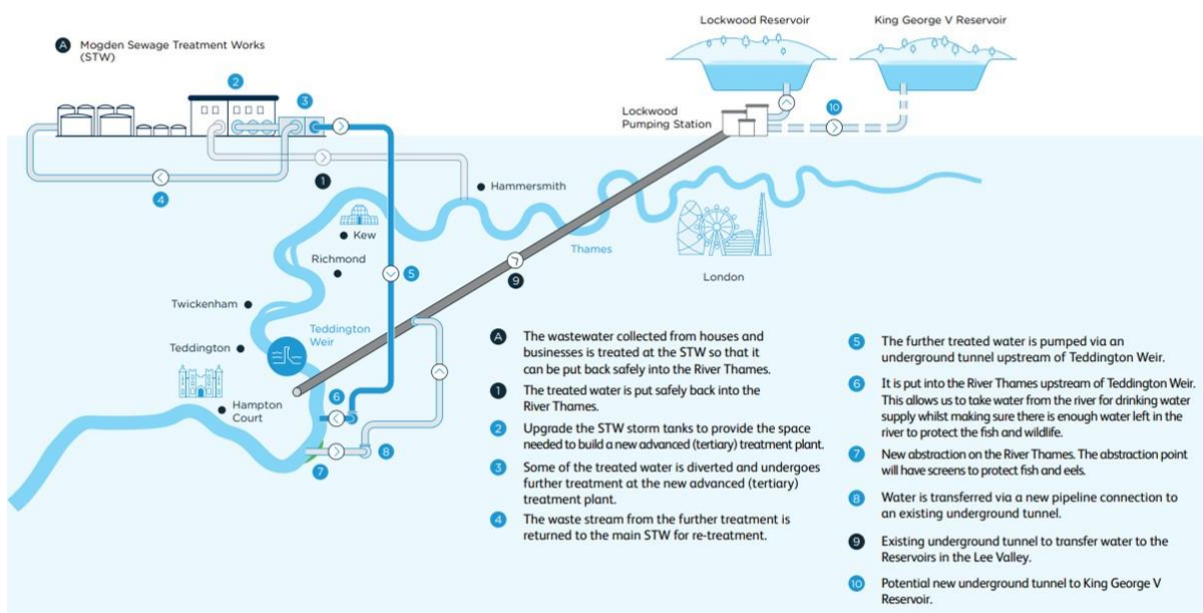 Lockwood Reservoir
King George V Reservoir
A Mogden Sewage Treatment Works
(STW)
2
3
Lockwood
Pumping Station
10
4
1
Hammersmith
Kew
Richmond
5
Thames
9
London
Twickenham
Teddington
Teddington
Weir
Hampton
Court
6
7
8
A The wastewater collected from houses and
businesses is treated at the STW so that it
can be put back safely into the River Thames.
1 The treated water is put safely back into the
River Thames.
2 Upgrade the STW storm tanks to provide the space
needed to build a new advanced (tertiary) treatment plant.
3 Some of the treated water is diverted and undergoes
further treatment at the new advanced (tertiary)
treatment plant.
4 The waste stream from the further treatment is
returned to the main STW for re-treatment.
5 The further treated water is pumped via an
underground tunnel upstream of Teddington Weir.
6 It is put into the River Thames upstream of Teddington Weir.
This allows us to take water from the river for drinking water
supply whilst making sure there is enough water left in the
river to protect the fish and wildlife.
7 New abstraction on the River Thames. The abstraction point
will have screens to protect fish and eels.
8 Water is transferred via a new pipeline connection to
an existing underground tunnel.
9 Existing underground tunnel to transfer water to the
Reservoirs in the Lee Valley.
10 Potential new underground tunnel to King George V
Reservoir.